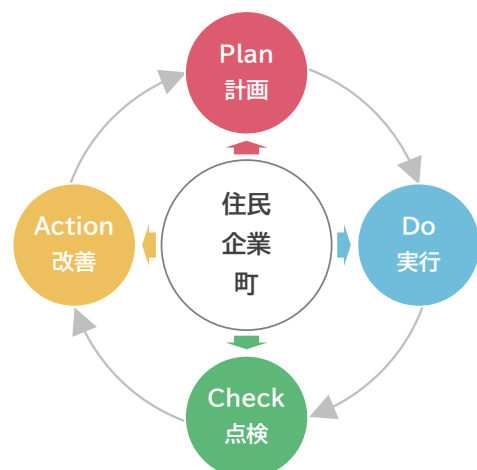 Plan
計画
Action
改善
住民
企業
町
Do
実行
Check
点検